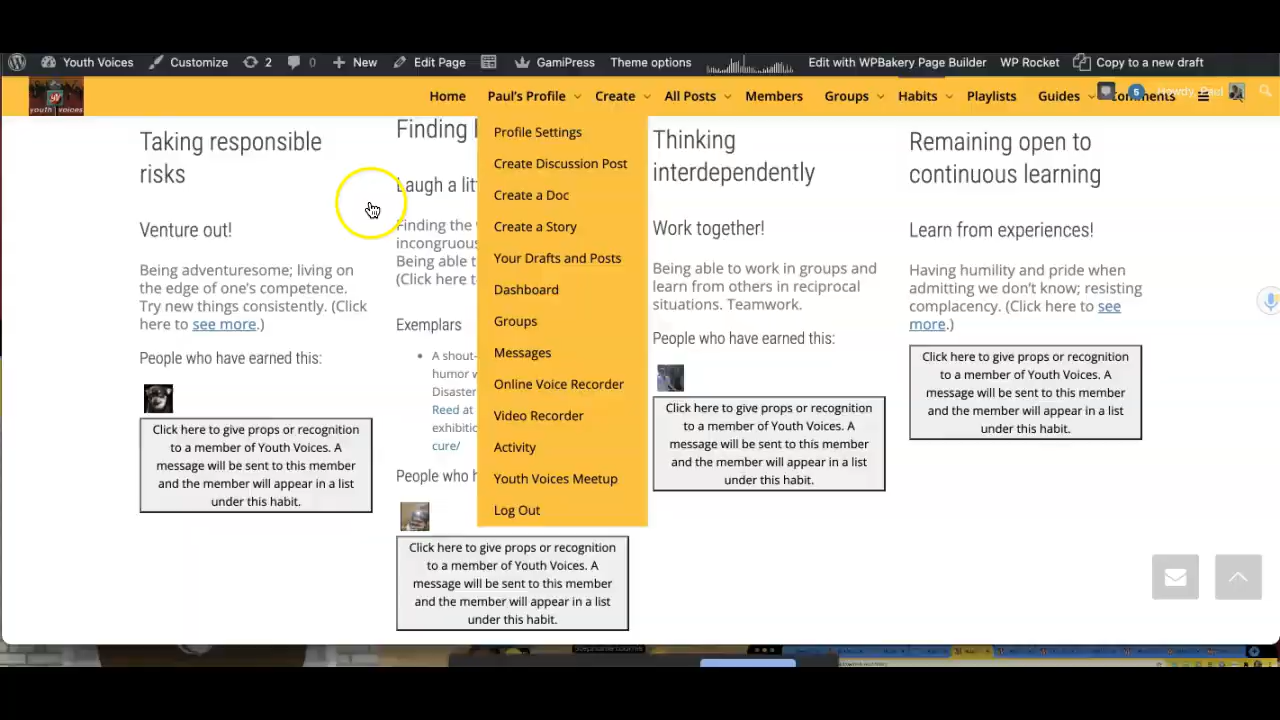 Youth Voices Customize 2 0 New Edit Page GamiPress Theme options Edit with WPBakery Page Builder WP Rocket Copy to a new draft
youth voices
Home Paul's Profile Create All Posts Members Groups Habits Playlists Guides Comments
5 Howdy, Paul
Profile Settings
Create Discussion Post
Create a Doc
Create a Story
Your Drafts and Posts
Dashboard
Groups
Messages
Online Voice Recorder
Video Recorder
Activity
Youth Voices Meetup
Log Out
Taking responsible
risks
Venture out!
Being adventuresome; living on
the edge of one's competence.
Try new things consistently. (Click
here to see more.)
People who have earned this:
Click here to give props or recognition
to a member of Youth Voices. A
message will be sent to this member
and the member will appear in a list
under this habit.
Finding
Laugh a
Finding the
incongruous
Being able
(Click here
Exemplars
A shout-
humor
Disaster
Reed at
exhibition
cure/
People who
Click here to give props or recognition
to a member of Youth Voices. A
message will be sent to this member
and the member will appear in a list
under this habit.
Thinking
interdependently
Work together!
Being able to work in groups and
learn from others in reciprocal
situations. Teamwork.
People who have earned this:
Click here to give props or recognition
to a member of Youth Voices. A
message will be sent to this member
and the member will appear in a list
under this habit.
Remaining open to
continuous learning
Learn from experiences!
Having humility and pride when
admitting we don't know; resisting
complacency. (Click here to see
more.)
Click here to give props or recognition
to a member of Youth Voices. A
message will be sent to this member
and the member will appear in a list
under this habit.